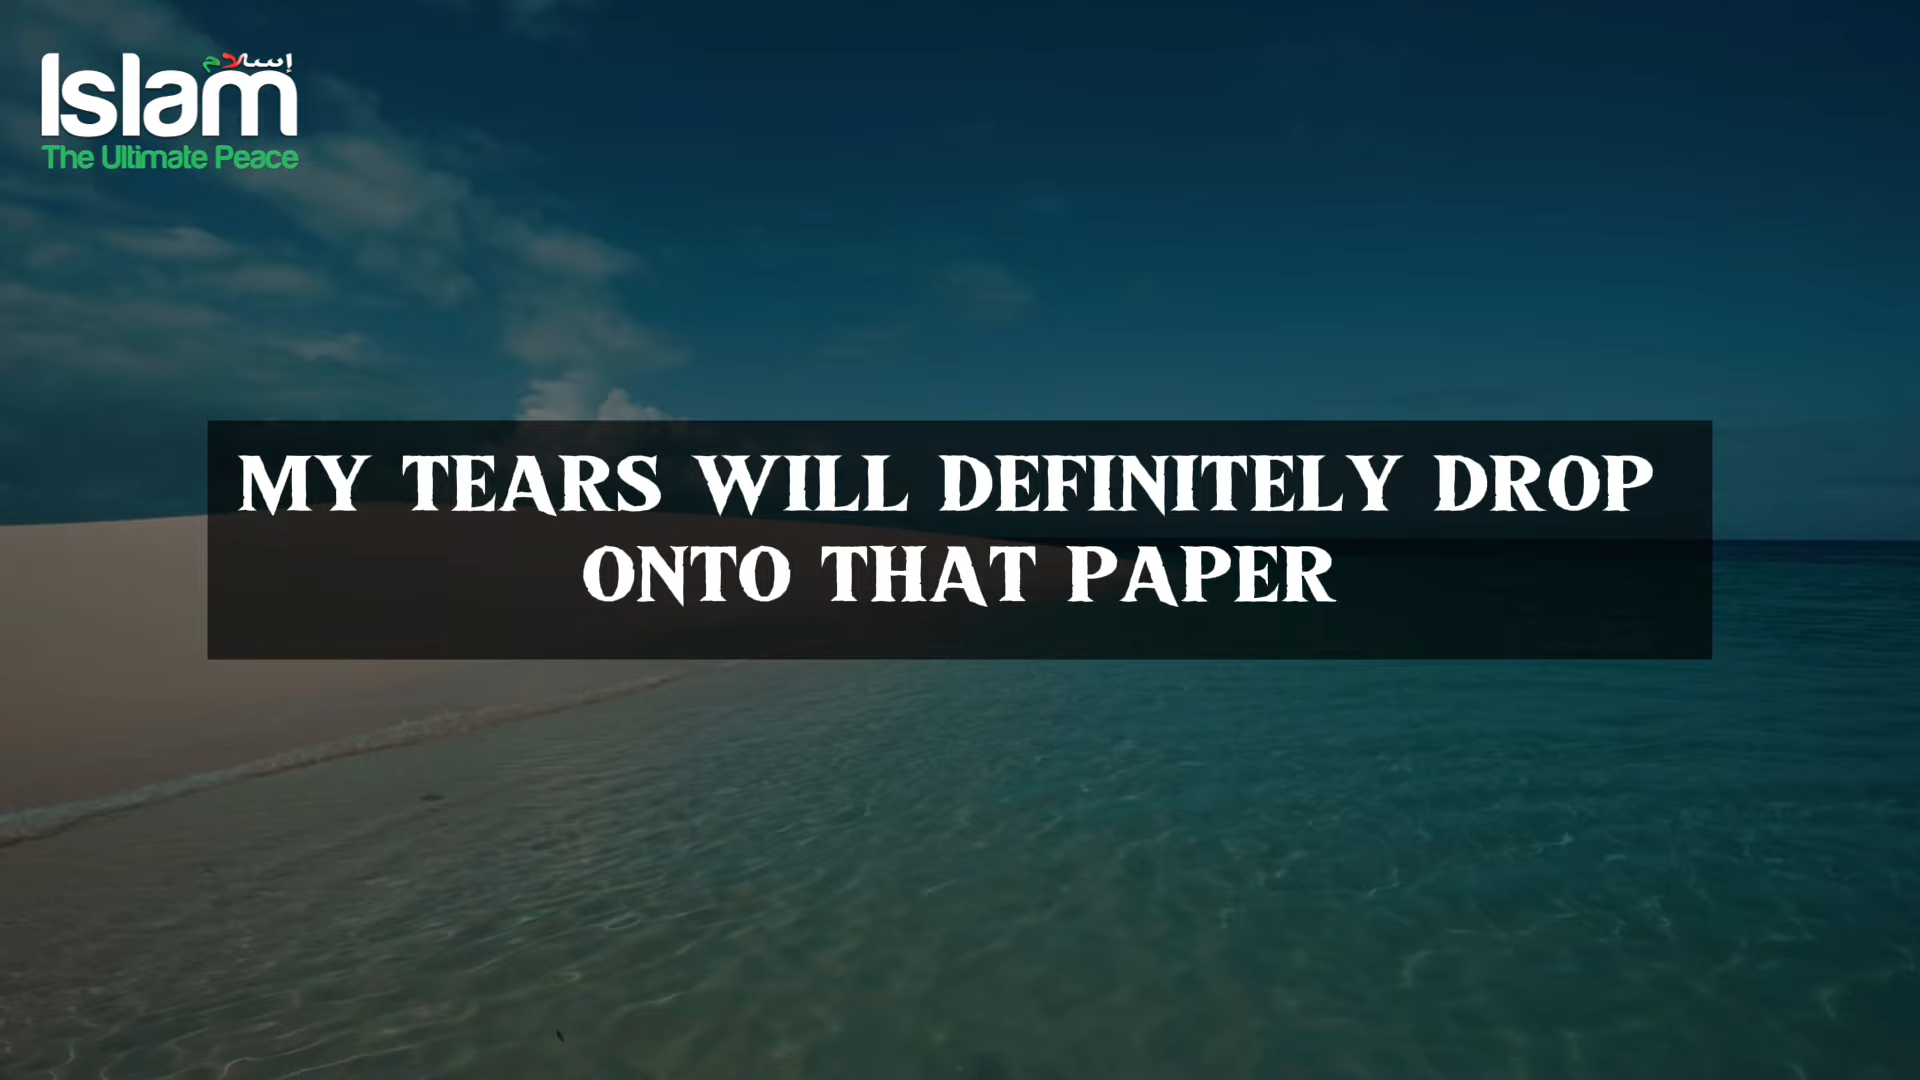 إسلام
Islam
The Ultimate Peace
MY TEARS WILL DEFINITELY DROP
ONTO THAT PAPER